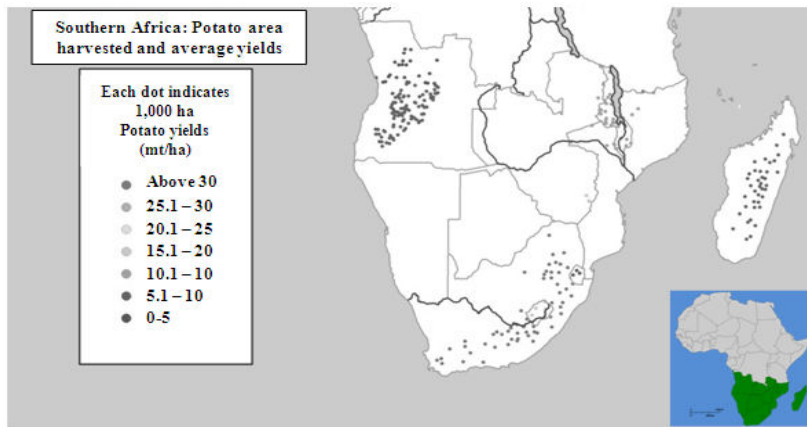 Southern Africa: Potato area
harvested and average yields
Each dot indicates
1,000 ha
Potato yields
(mt/ha)
Above 30
25.1 – 30
20.1 – 25
15.1 – 20
10.1 – 10
5.1 – 10
0-5